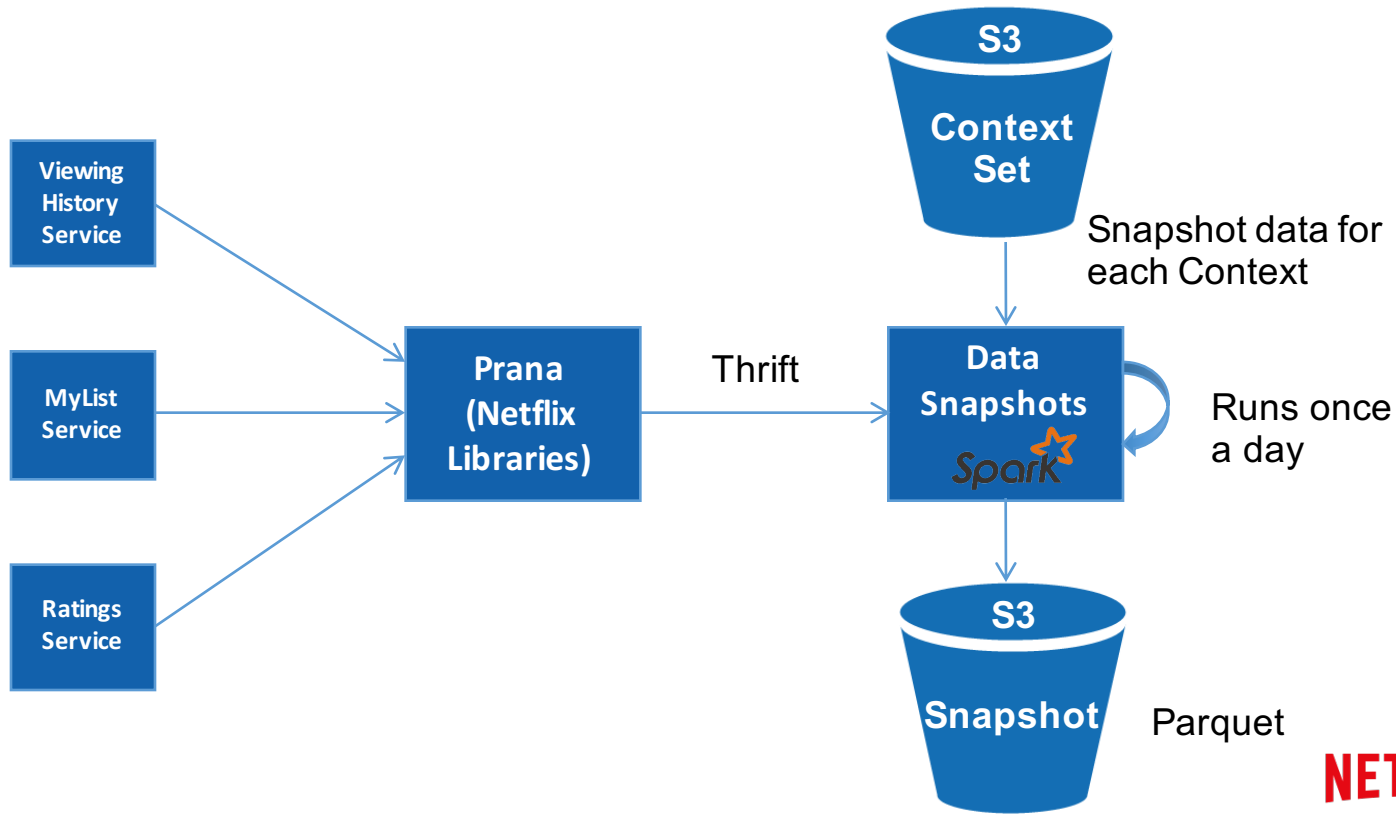 S3
Context
Set
Snapshot data for
each Context
Viewing
History
Service
MyList
Service
Ratings
Service
Prana
(Netflix
Libraries)
Thrift
Data
Snapshots
Spark
Runs once
a day
S3
Snapshot
Parquet
NET